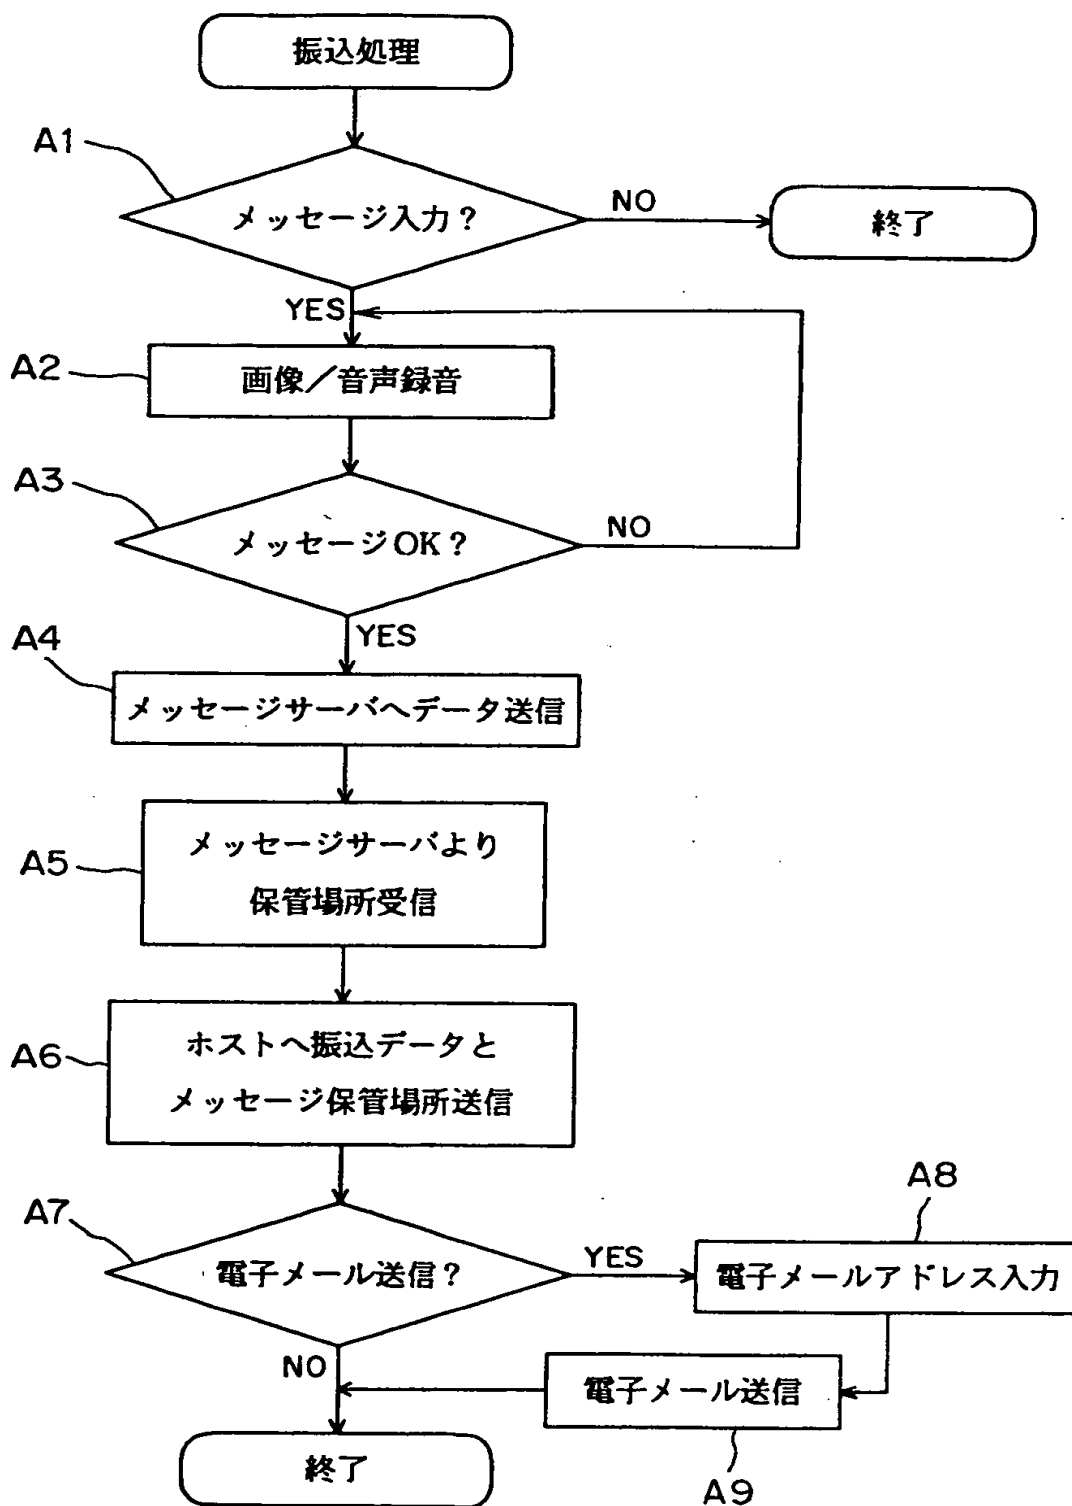 振込処理
A1
メッセージ入力？
NO
終了
YES
A2
画像／音声録音
A3
メッセージOK？
NO
YES
A4
メッセージサーバへデータ送信
A5
メッセージサーバより
保管場所受信
A6
ホストへ振込データと
メッセージ保管場所送信
A7
電子メール送信？
YES
A8
電子メールアドレス入力
NO
電子メール送信
A9
終了